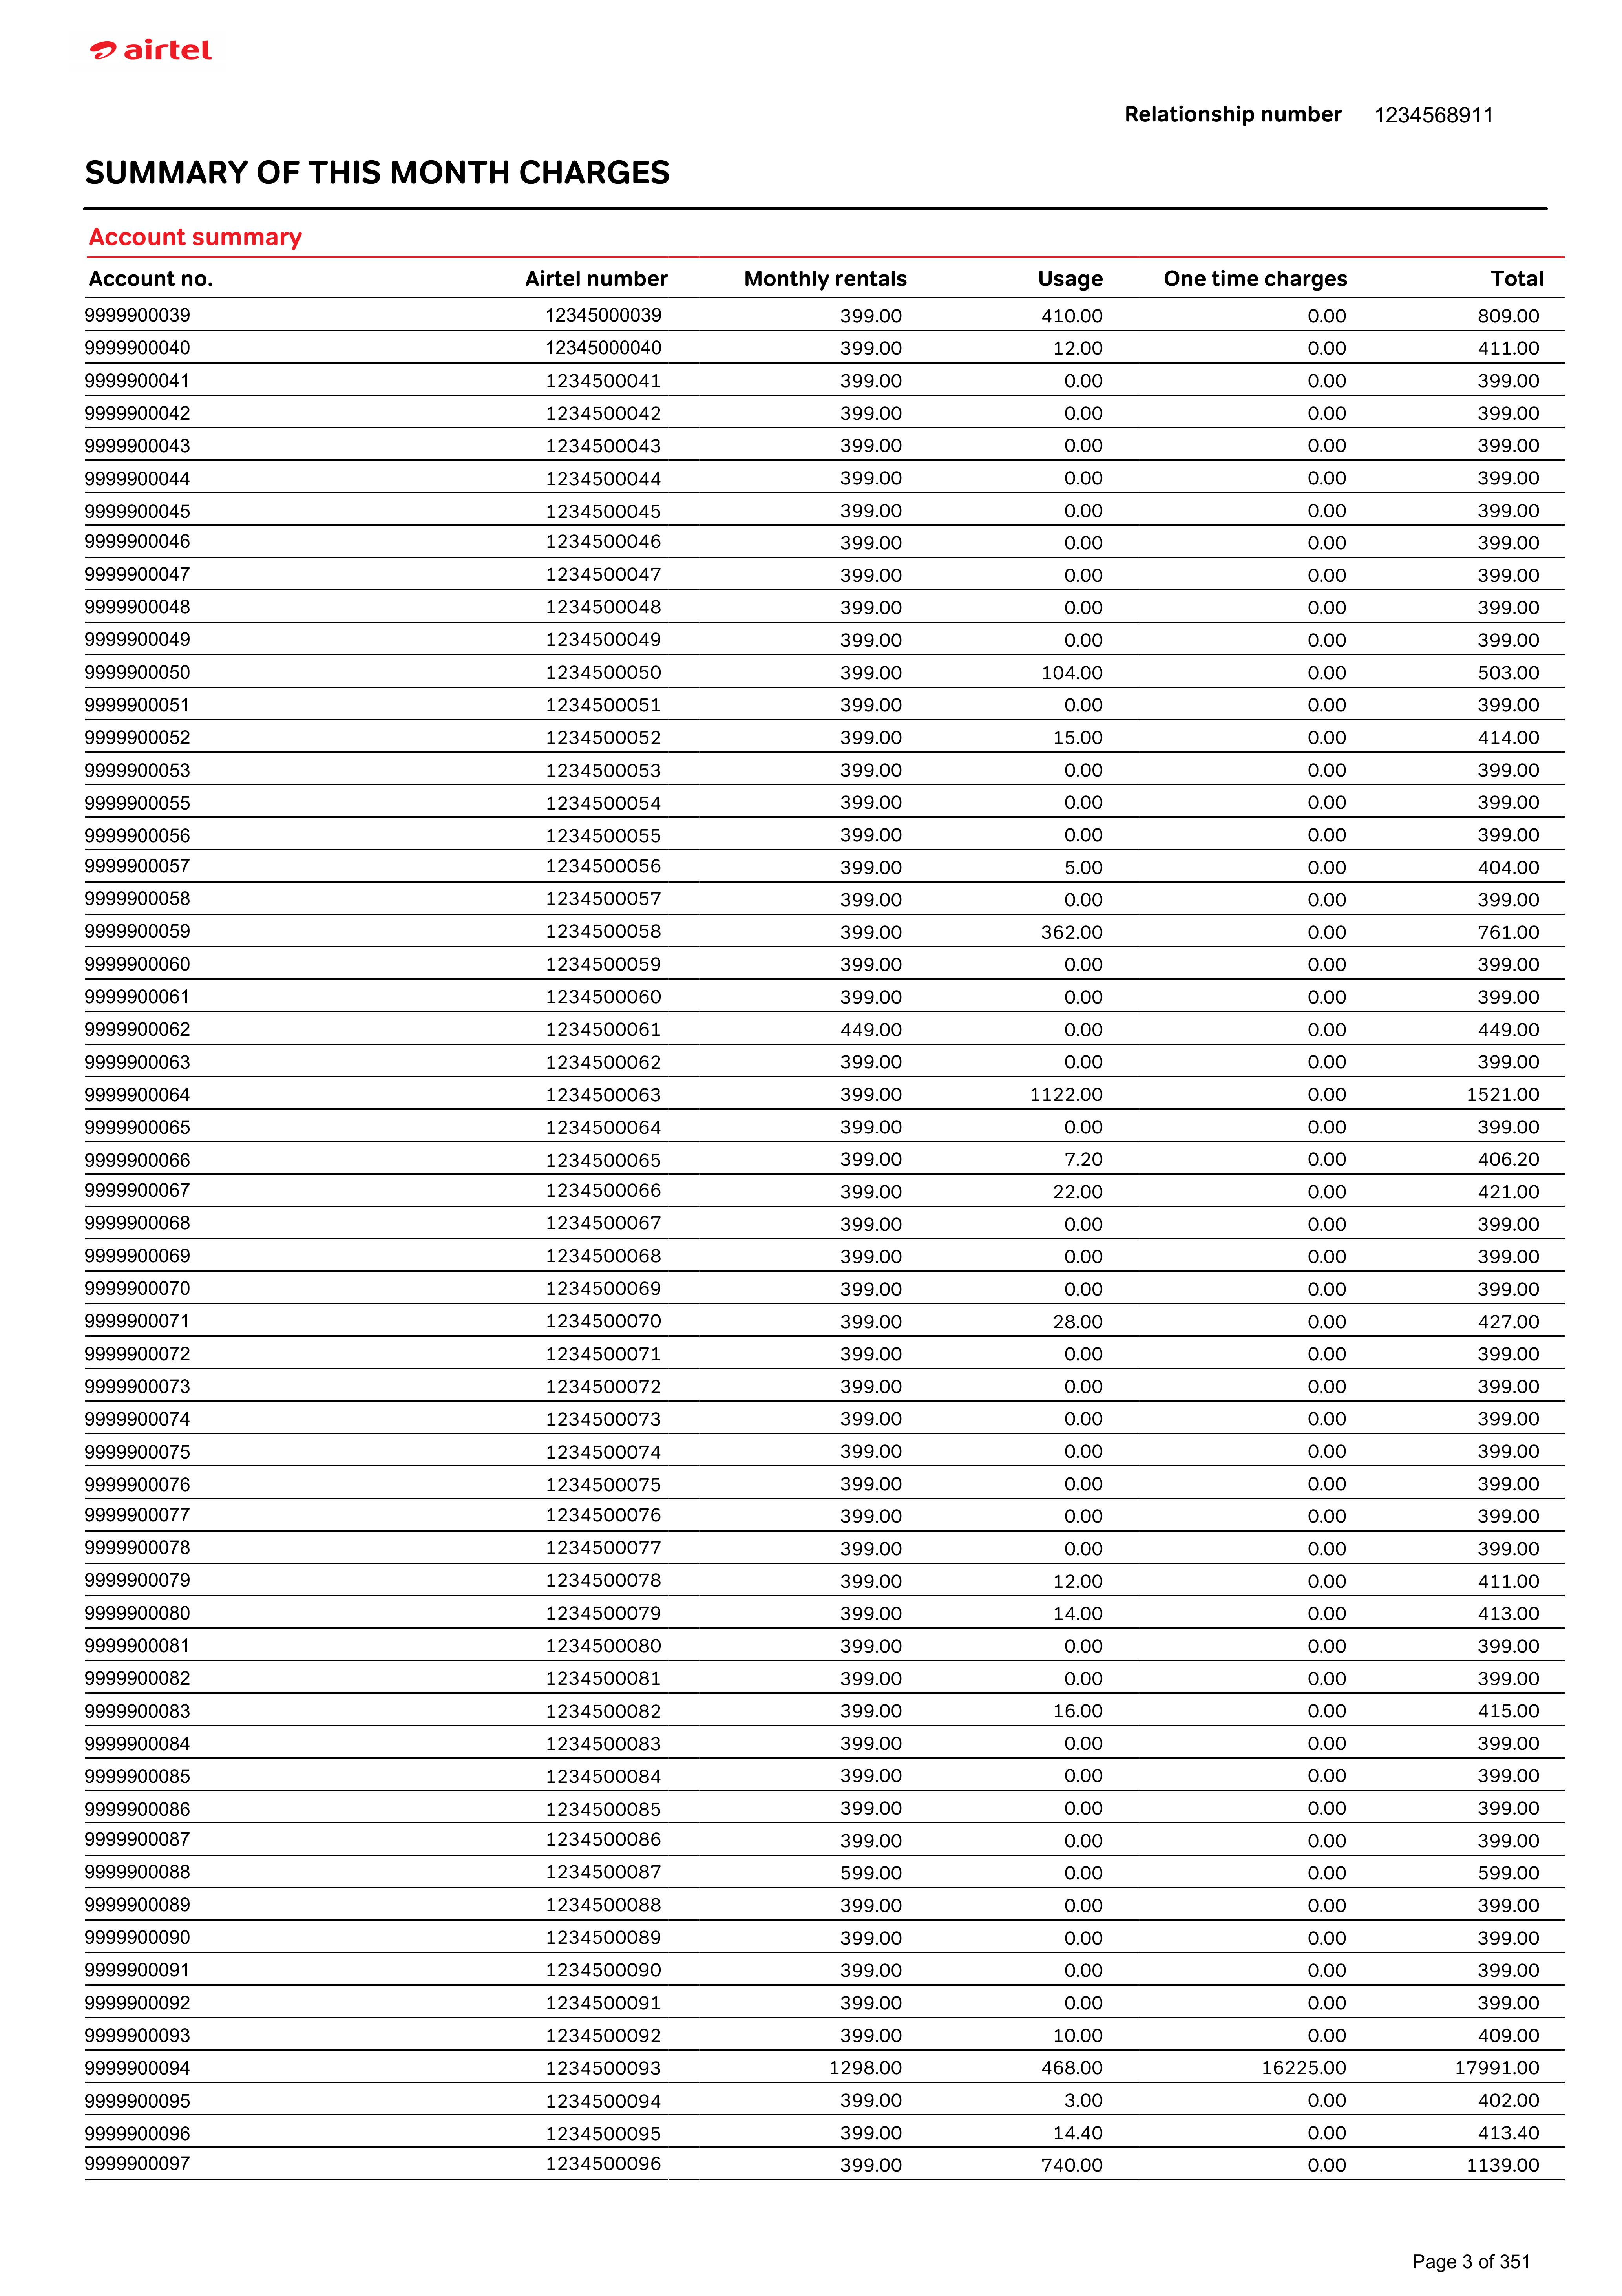 airtel
Relationship number 1234568911
SUMMARY OF THIS MONTH CHARGES
Account summary
Account no. Airtel number Monthly rentals Usage One time charges Total
9999900039 12345000039 399.00 410.00 0.00 809.00
9999900040 12345000040 399.00 12.00 0.00 411.00
9999900041 1234500041 399.00 0.00 0.00 399.00
9999900042 1234500042 399.00 0.00 0.00 399.00
9999900043 1234500043 399.00 0.00 0.00 399.00
9999900044 1234500044 399.00 0.00 0.00 399.00
9999900045 1234500045 399.00 0.00 0.00 399.00
9999900046 1234500046 399.00 0.00 0.00 399.00
9999900047 1234500047 399.00 0.00 0.00 399.00
9999900048 1234500048 399.00 0.00 0.00 399.00
9999900049 1234500049 399.00 0.00 0.00 399.00
9999900050 1234500050 399.00 104.00 0.00 503.00
9999900051 1234500051 399.00 0.00 0.00 399.00
9999900052 1234500052 399.00 15.00 0.00 414.00
9999900053 1234500053 399.00 0.00 0.00 399.00
9999900055 1234500054 399.00 0.00 0.00 399.00
9999900056 1234500055 399.00 0.00 0.00 399.00
9999900057 1234500056 399.00 5.00 0.00 404.00
9999900058 1234500057 399.00 0.00 0.00 399.00
9999900059 1234500058 399.00 362.00 0.00 761.00
9999900060 1234500059 399.00 0.00 0.00 399.00
9999900061 1234500060 399.00 0.00 0.00 399.00
9999900062 1234500061 449.00 0.00 0.00 449.00
9999900063 1234500062 399.00 0.00 0.00 399.00
9999900064 1234500063 399.00 1122.00 0.00 1521.00
9999900065 1234500064 399.00 0.00 0.00 399.00
9999900066 1234500065 399.00 7.20 0.00 406.20
9999900067 1234500066 399.00 22.00 0.00 421.00
9999900068 1234500067 399.00 0.00 0.00 399.00
9999900069 1234500068 399.00 0.00 0.00 399.00
9999900070 1234500069 399.00 0.00 0.00 399.00
9999900071 1234500070 399.00 28.00 0.00 427.00
9999900072 1234500071 399.00 0.00 0.00 399.00
9999900073 1234500072 399.00 0.00 0.00 399.00
9999900074 1234500073 399.00 0.00 0.00 399.00
9999900075 1234500074 399.00 0.00 0.00 399.00
9999900076 1234500075 399.00 0.00 0.00 399.00
9999900077 1234500076 399.00 0.00 0.00 399.00
9999900078 1234500077 399.00 0.00 0.00 399.00
9999900079 1234500078 399.00 12.00 0.00 411.00
9999900080 1234500079 399.00 14.00 0.00 413.00
9999900081 1234500080 399.00 0.00 0.00 399.00
9999900082 1234500081 399.00 0.00 0.00 399.00
9999900083 1234500082 399.00 16.00 0.00 415.00
9999900084 1234500083 399.00 0.00 0.00 399.00
9999900085 1234500084 399.00 0.00 0.00 399.00
9999900086 1234500085 399.00 0.00 0.00 399.00
9999900087 1234500086 399.00 0.00 0.00 399.00
9999900088 1234500087 599.00 0.00 0.00 599.00
9999900089 1234500088 399.00 0.00 0.00 399.00
9999900090 1234500089 399.00 0.00 0.00 399.00
9999900091 1234500090 399.00 0.00 0.00 399.00
9999900092 1234500091 399.00 0.00 0.00 399.00
9999900093 1234500092 399.00 10.00 0.00 409.00
9999900094 1234500093 1298.00 468.00 16225.00 17991.00
9999900095 1234500094 399.00 3.00 0.00 402.00
9999900096 1234500095 399.00 14.40 0.00 413.40
9999900097 1234500096 399.00 740.00 0.00 1139.00
Page 3 of 351